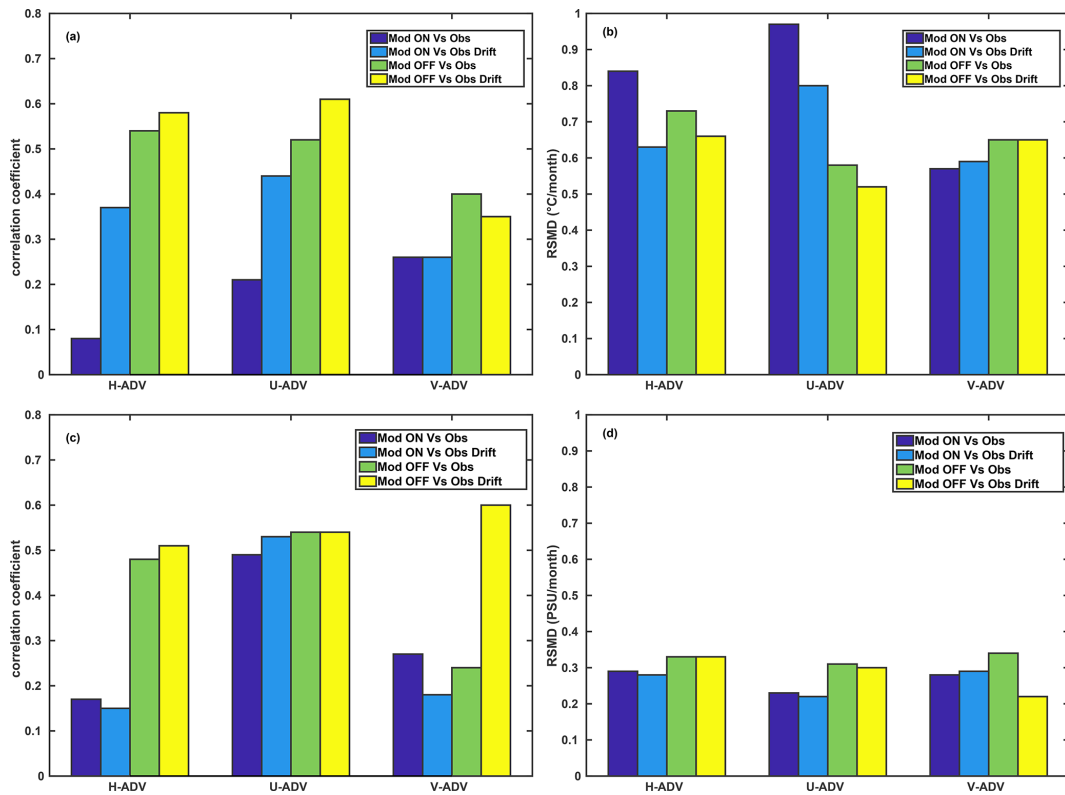 (a)
Mod ON Vs Obs
Mod ON Vs Obs Drift
Mod OFF Vs Obs
Mod OFF Vs Obs Drift
correlation coefficient
0.8
0.7
0.6
0.5
0.4
0.3
0.2
0.1
0
H-ADV U-ADV V-ADV
(b)
Mod ON Vs Obs
Mod ON Vs Obs Drift
Mod OFF Vs Obs
Mod OFF Vs Obs Drift
RSMD (°C/month)
1
0.9
0.8
0.7
0.6
0.5
0.4
0.3
0.2
0.1
0
H-ADV U-ADV V-ADV
(c)
Mod ON Vs Obs
Mod ON Vs Obs Drift
Mod OFF Vs Obs
Mod OFF Vs Obs Drift
correlation coefficient
0.8
0.7
0.6
0.5
0.4
0.3
0.2
0.1
0
H-ADV U-ADV V-ADV
(d)
Mod ON Vs Obs
Mod ON Vs Obs Drift
Mod OFF Vs Obs
Mod OFF Vs Obs Drift
RSMD (PSU/month)
1
0.9
0.8
0.7
0.6
0.5
0.4
0.3
0.2
0.1
0
H-ADV U-ADV V-ADV